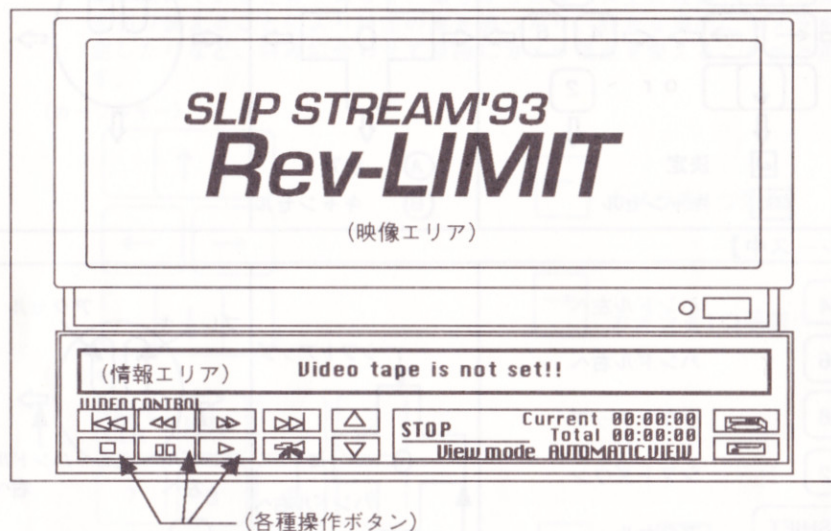 SLIP STREAM'93
Rev-LIMIT
(映像エリア)
(情報エリア) Video tape is not set!!
VIDEO CONTROL
STOP
Current 00:00:00
Total 00:00:00
View mode AUTOMATIC VIEW
(各種操作ボタン)